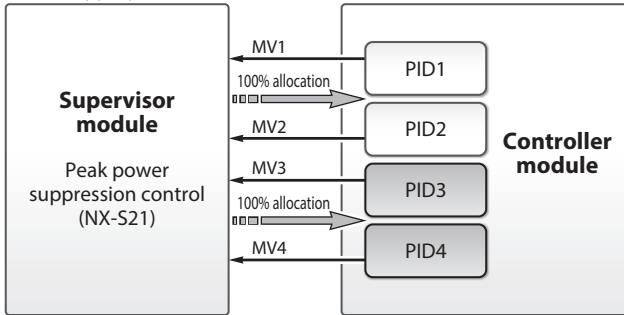 MV1
PID1
100% allocation
Supervisor
module
MV2
PID2
Controller
module
Peak power
suppression control
(NX-S21)
MV3
PID3
100% allocation
MV4
PID4